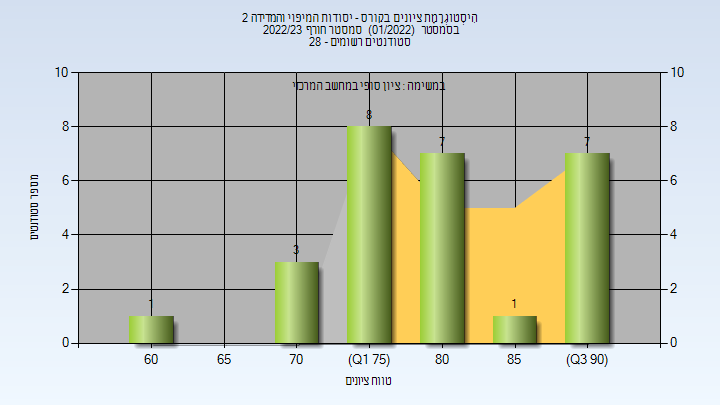 היסטוגרמת ציונים בקורס - יסודות המיפוי והמדידה 2
בסמסטר (01/2022) סמסטר חורף 2022/23
סטודנטים רשומים - 28
במשימה : ציון סופי במחשב המרכזי
10 10
8 8
6 6
4 4
2 2
0 0
1 3 8 7 1 7
מספר סטודנטים
60 65 70 (Q1 75) 80 85 (Q3 90)
טווח ציונים